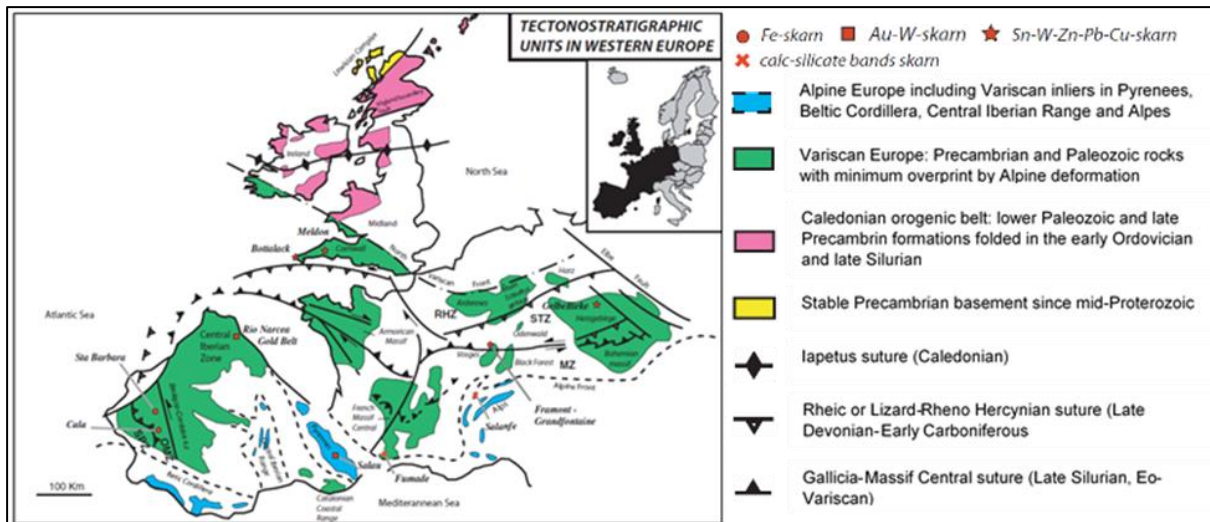 TECTONOSTRATIGRAPHIC
UNITS IN WESTERN EUROPE
Ireland
North Sea
Midland
Meldon
Bottalack
Cornwall
North
Variscan
Front
Elbe
Fault
Harz
Ardennes
RHZ
STZ
Odenwald
Bohemian
massif
Vosges
Black Forest
MZ
Alpine Front
Armorican
Massif
Atlantic Sea
Central
Iberian
Zone
Rio Narcea
Gold Belt
Sta Barbara
Cala
French
Massif
Central
Alps
Framont -
Grandfontaine
Salanfe
Salau
Fumade
Betic Cordillera
Catalonian
Coastal
Range
Mediterranean Sea
100 Km
Fe-skarn Au-W-skarn Sn-W-Zn-Pb-Cu-skarn
calc-silicate bands skarn
Alpine Europe including Variscan inliers in Pyrenees,
Beltic Cordillera, Central Iberian Range and Alpes
Variscan Europe: Precambrian and Paleozoic rocks
with minimum overprint by Alpine deformation
Caledonian orogenic belt: lower Paleozoic and late
Precambrin formations folded in the early Ordovician
and late Silurian
Stable Precambrian basement since mid-Proterozoic
Iapetus suture (Caledonian)
Rheic or Lizard-Rheno Hercynian suture (Late
Devonian-Early Carboniferous
Gallicia-Massif Central suture (Late Silurian, Eo-
Variscan)